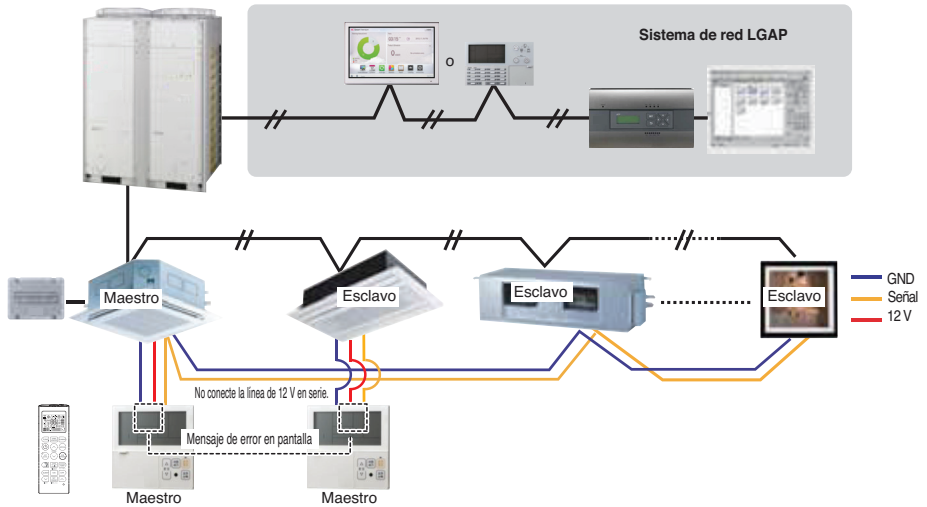 Sistema de red LGAP
o
Maestro
Esclavo
Esclavo
Esclavo
GND
Señal
12 V
No conecte la línea de 12 V en serie.
Mensaje de error en pantalla
Maestro
Maestro